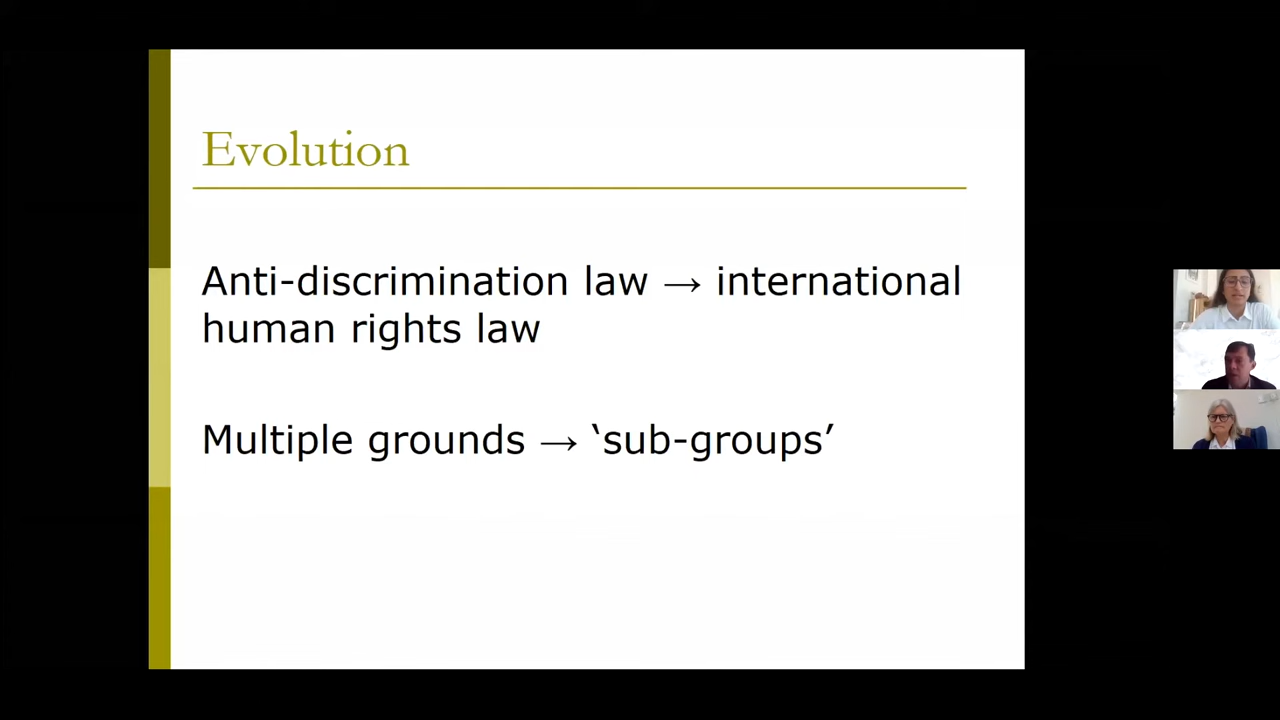 Evolution
Anti-discrimination law → international
human rights law
Multiple grounds → ‘sub-groups’